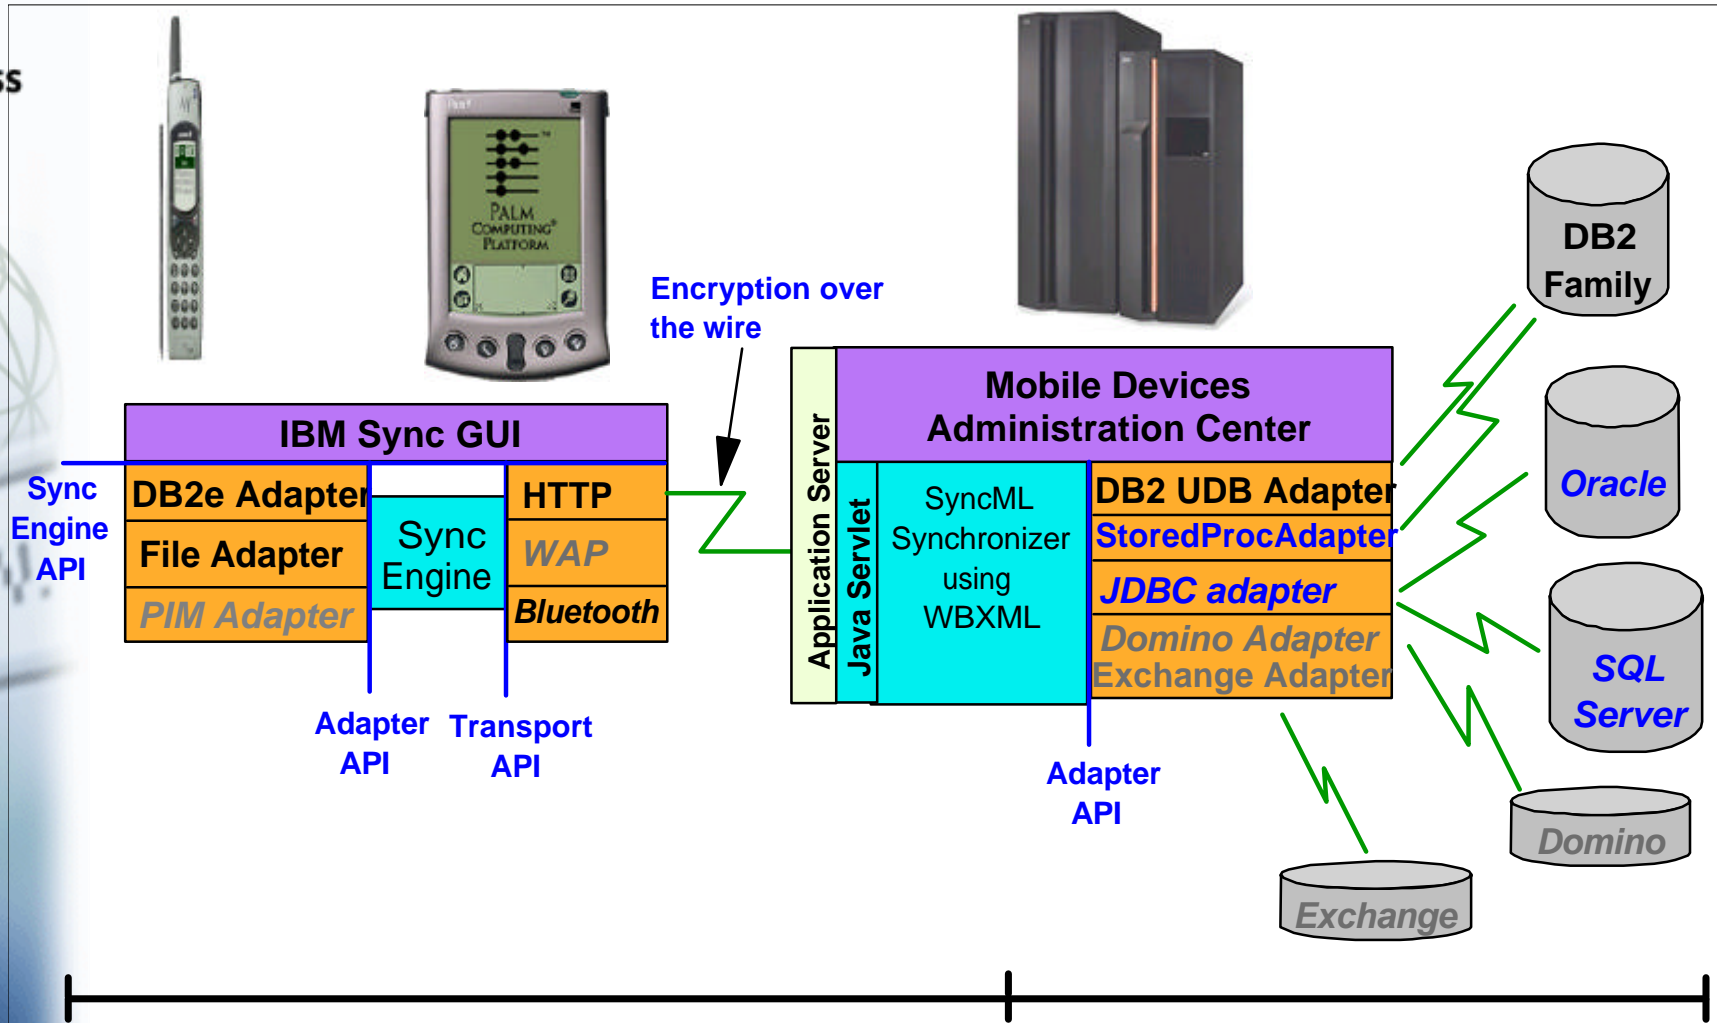 ss
PALM
COMPUTING®
PLATFORM
Encryption over
the wire
IBM Sync GUI
Sync
Engine
API
DB2e Adapter
File Adapter
PIM Adapter
Sync
Engine
HTTP
WAP
Bluetooth
Adapter
API
Transport
API
Application Server
Java Servlet
Mobile Devices
Administration Center
SyncML
Synchronizer
using
WBXML
DB2 UDB Adapter
StoredProcAdapter
JDBC adapter
Domino Adapter
Exchange Adapter
Adapter
API
DB2
Family
Oracle
SQL
Server
Domino
Exchange